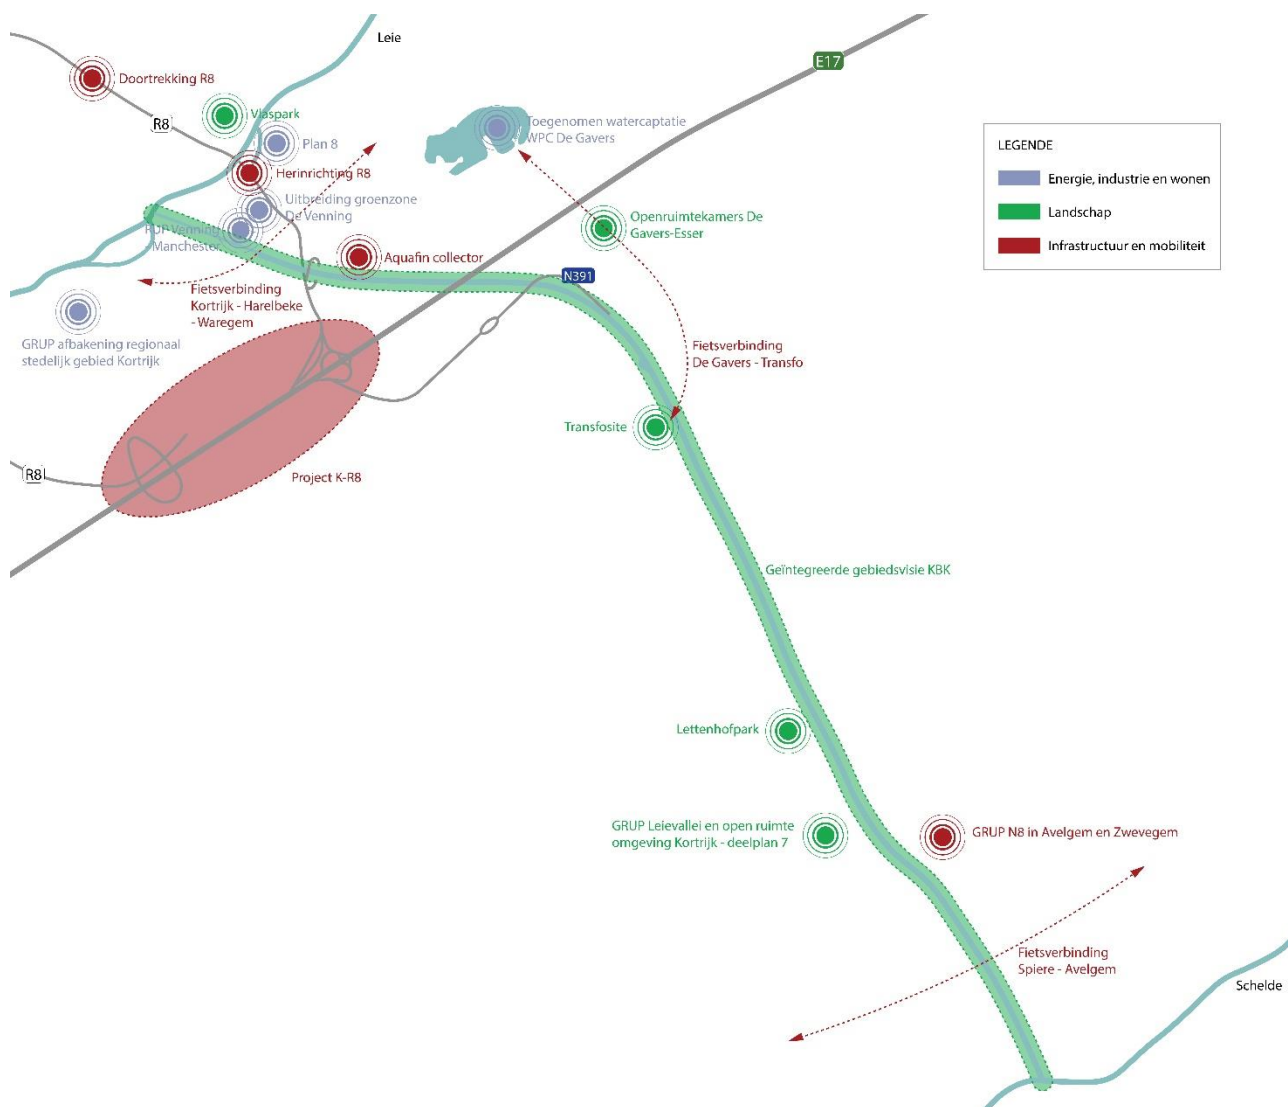 Leie
E17
Doortrekking R8
Vlaspark
R8
Toegenomen watercaptatie
WPC De Gavers
Plan 8
Herinrichting R8
LEGENDE
Energie, industrie en wonen
Landschap
Infrastructuur en mobiliteit
Uitbreiding groenzone
De Venning
RUP Venning
- Manchester
Openruimtekamers De
Gavers-Esser
Aquafin collector
N391
Fietsverbinding
Kortrijk - Harelbeke
- Waregem
GRUP afbakening regionaal
stedelijk gebied Kortrijk
Fietsverbinding
De Gavers - Transfo
Transfosite
R8
Project K-R8
Geïntegreerde gebiedsvisie KBK
Lettenhofpark
GRUP Leievallei en open ruimte
omgeving Kortrijk - deelplan 7
GRUP N8 in Avelgem en Zwevegem
Fietsverbinding
Spiere - Avelgem
Schelde